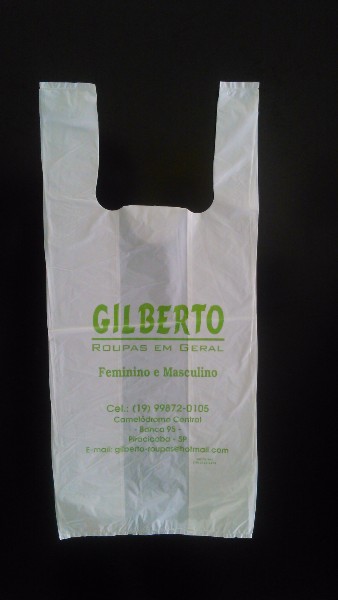 GILBERTO
ROUPAS EM GERAL
Feminino e Masculino
Cel.: (19) 99872-0105
Camelódromo Central
- Banca 95 -
Piracicaba - SP
E-mail: gilberto-roupas@hotmail.com